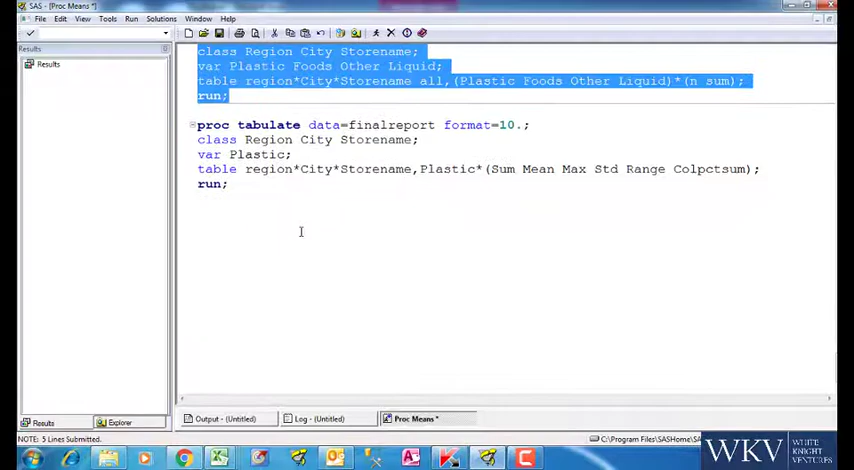 SAS - [Proc Means *]
File Edit View Tools Run Solutions Window Help
Results
Results
class Region City Storename;
var Plastic Foods Other Liquid;
table region*City*Storename all,(Plastic Foods Other Liquid)*(n sum);
run;
proc tabulate data=finalreport format=10.;
class Region City Storename;
var Plastic;
table region*City*Storename,Plastic*(Sum Mean Max Std Range Colpctsum);
run;
Results Explorer
Output - (Untitled) Log - (Untitled) Proc Means *
NOTE: 5 Lines Submitted.
C:\Program Files\SASHome\SAS
WKV WHITE
KNIGHT
VENTURES